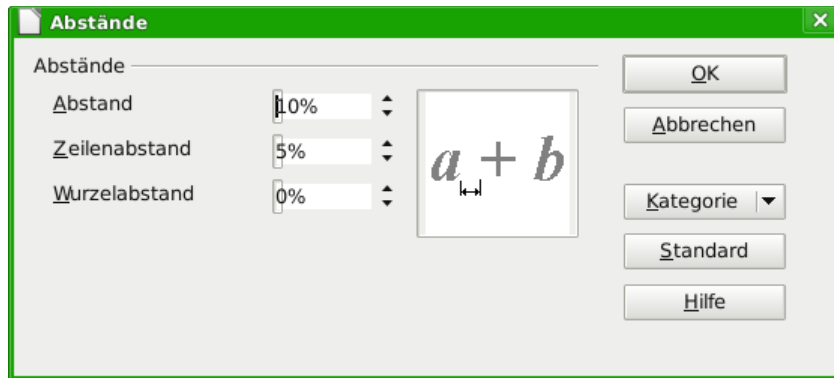 Abstände
Abstände
Abstand 10%
Zeilenabstand 5%
Wurzelabstand 0%
a + b
OK
Abbrechen
Kategorie
Standard
Hilfe